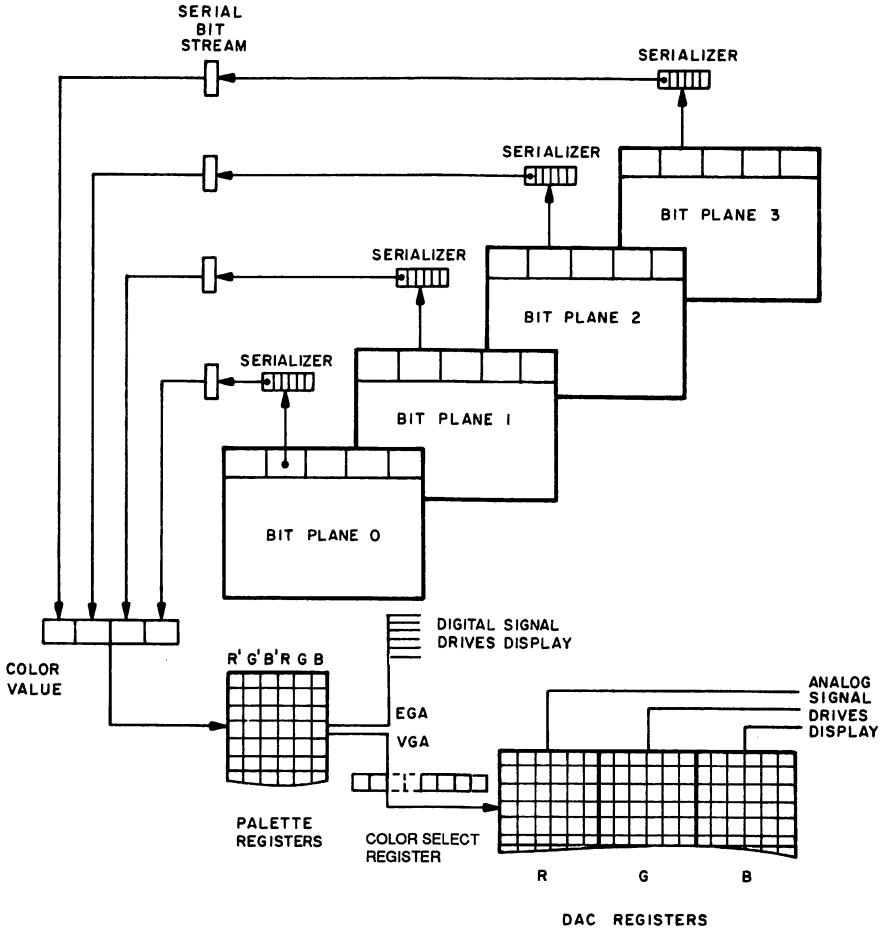 SERIAL
BIT
STREAM
SERIALIZER
SERIALIZER
BIT PLANE 3
SERIALIZER
BIT PLANE 2
SERIALIZER
BIT PLANE 1
BIT PLANE 0
DIGITAL SIGNAL
DRIVES DISPLAY
COLOR
VALUE
R' G' B' R G B
EGA
VGA
ANALOG
SIGNAL
DRIVES
DISPLAY
PALETTE
REGISTERS
COLOR SELECT
REGISTER
R G B
DAC REGISTERS